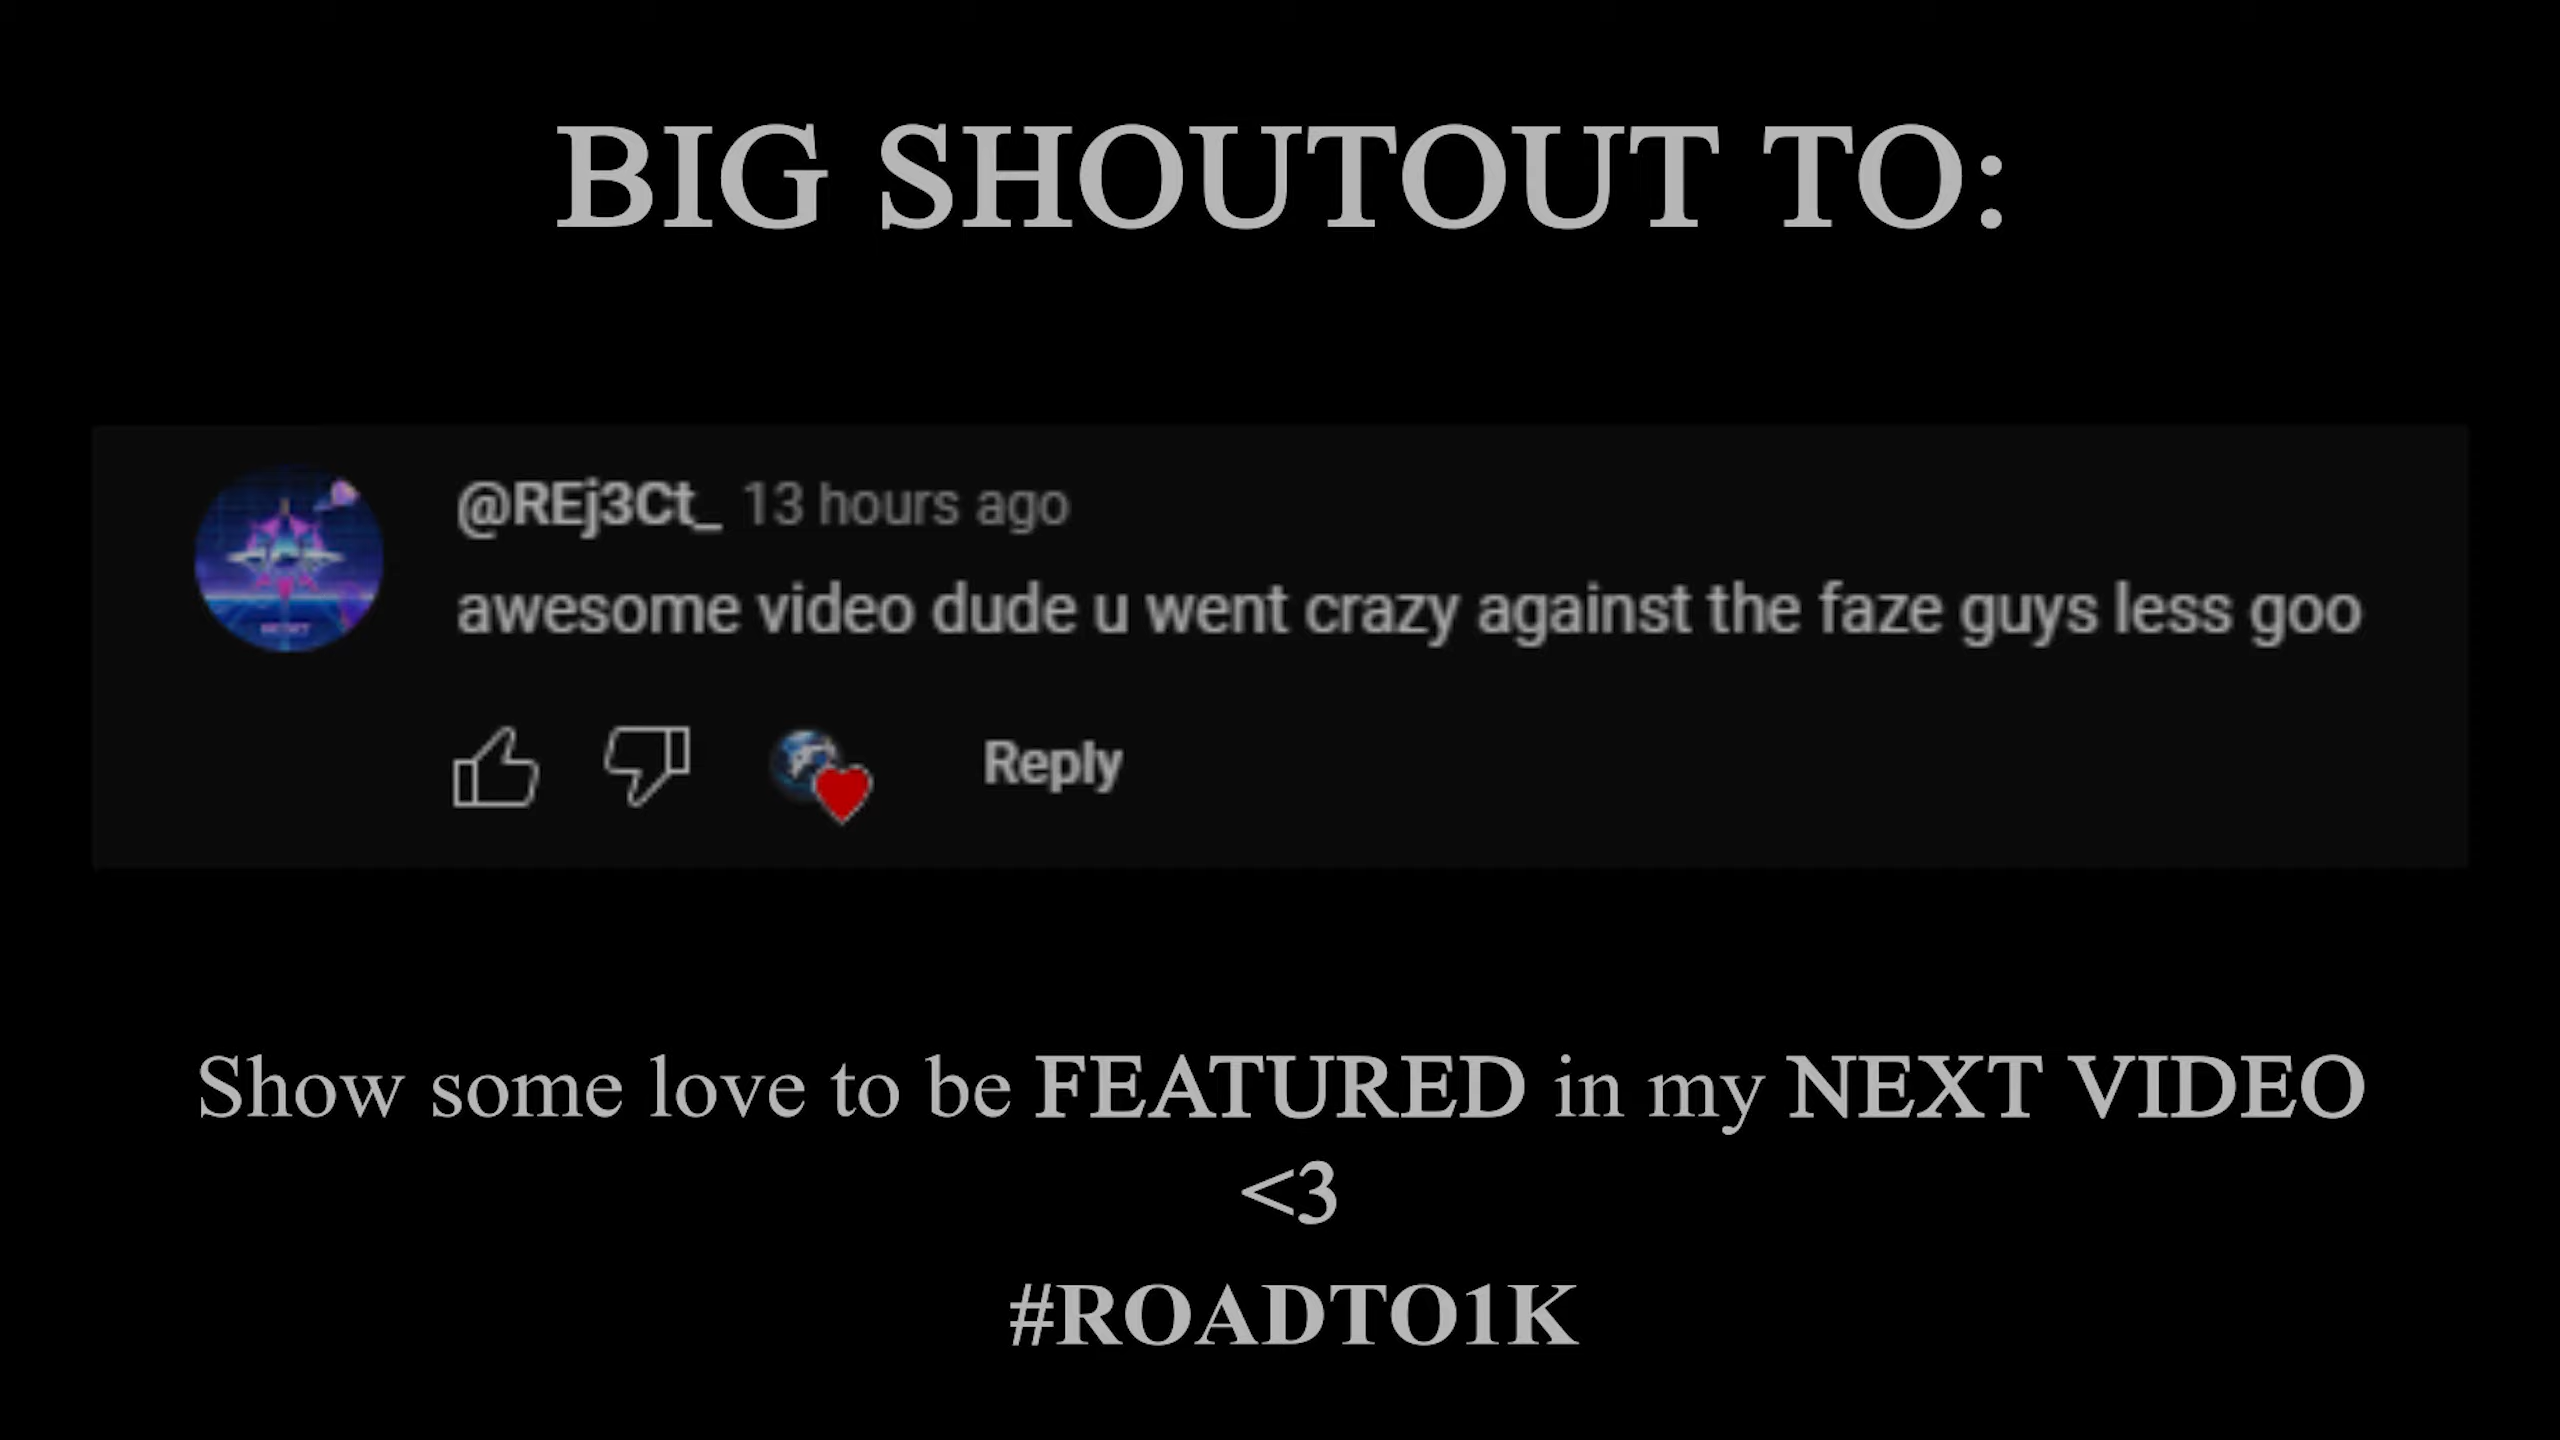 BIG SHOUTOUT TO:
@REj3Ct_ 13 hours ago
awesome video dude u went crazy against the faze guys less goo
Reply
Show some love to be FEATURED in my NEXT VIDEO
<3
#ROADTO1K